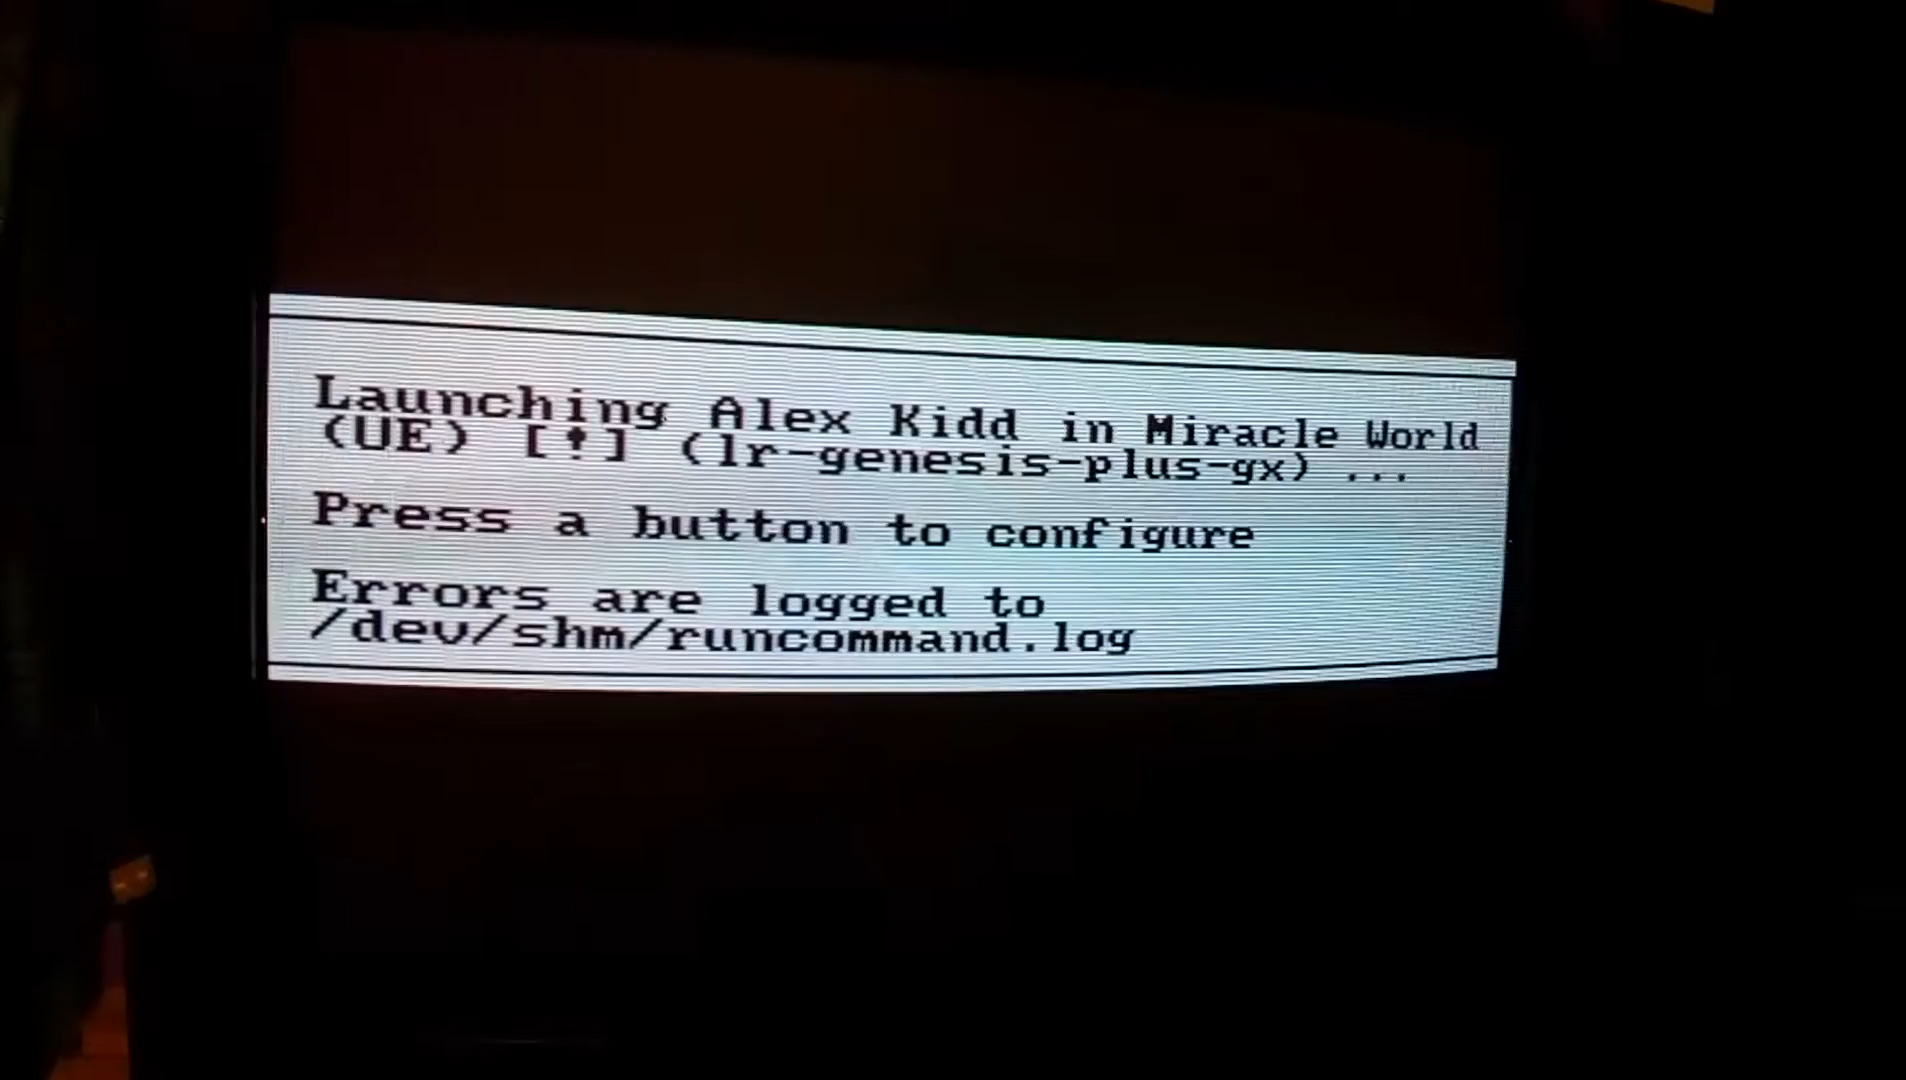 Launching Alex Kidd in Miracle World
(UE) [!] (lr-genesis-plus-gx) ...
Press a button to configure
Errors are logged to
/dev/shm/runcommand.log